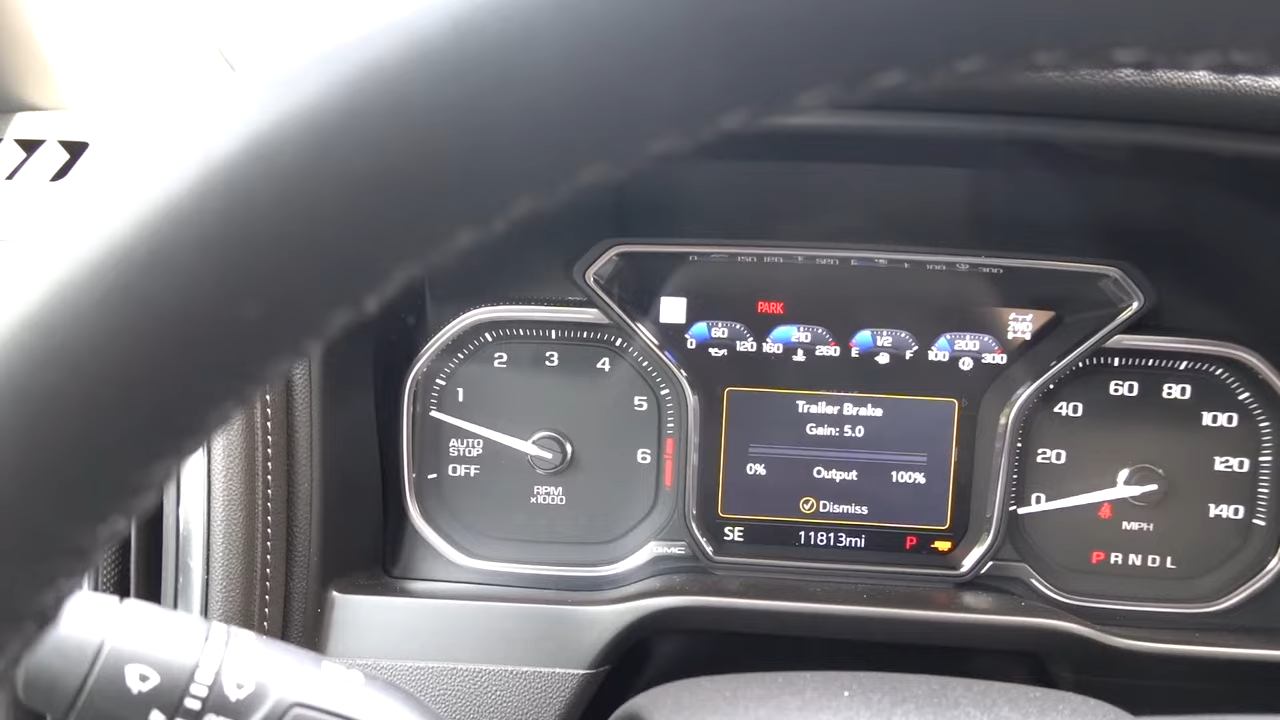 PARK
60
0 120
210
160 260
1/2
E F
200
100 300
2WD
1 2 3 4 5 6
AUTO
STOP
OFF
RPM
x1000
GMC
Trailer Brake
Gain: 5.0
0% Output 100%
Dismiss
SE 11813mi P
0 20 40 60 80 100 120 140
MPH
PRNDL